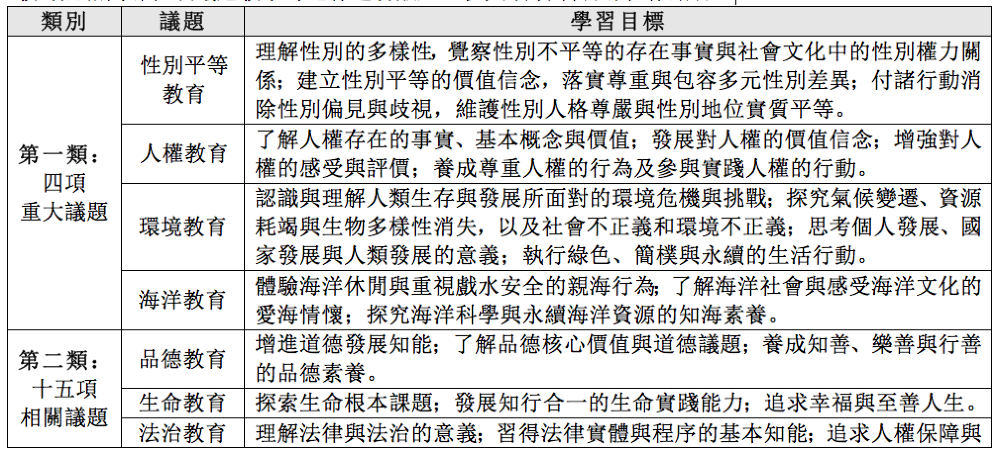 類別 議題 學習目標
第一類：
四項
重大議題
性別平等
教育
理解性別的多樣性，覺察性別不平等的存在事實與社會文化中的性別權力關
係；建立性別平等的價值信念，落實尊重與包容多元性別差異；付諸行動消
除性別偏見與歧視，維護性別人格尊嚴與性別地位實質平等。
人權教育
了解人權存在的事實、基本概念與價值；發展對人權的價值信念；增強對人
權的感受與評價；養成尊重人權的行為及參與實踐人權的行動。
環境教育
認識與理解人類生存與發展所面對的環境危機與挑戰；探究氣候變遷、資源
耗竭與生物多樣性消失，以及社會不正義和環境不正義；思考個人發展、國
家發展與人類發展的意義；執行綠色、簡樸與永續的生活行動。
海洋教育
體驗海洋休閒與重視戲水安全的親海行為；了解海洋社會與感受海洋文化的
愛海情懷；探究海洋科學與永續海洋資源的知海素養。
第二類：
十五項
相關議題
品德教育
增進道德發展知能；了解品德核心價值與道德議題；養成知善、樂善與行善
的品德素養。
生命教育
探索生命根本課題；發展知行合一的生命實踐能力；追求幸福與至善人生。
法治教育
理解法律與法治的意義；習得法律實體與程序的基本知能；追求人權保障與